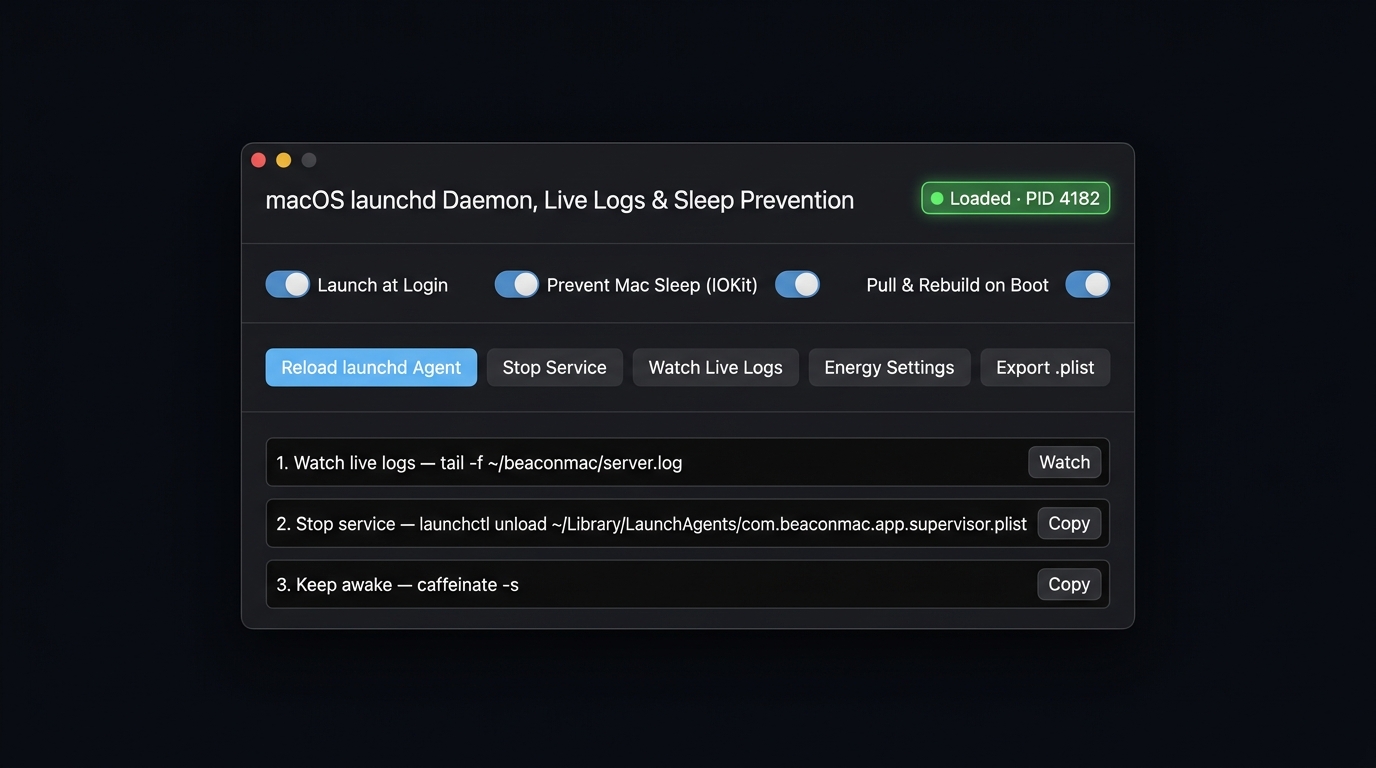 macOS launchd Daemon, Live Logs & Sleep Prevention
Loaded · PID 4182
Launch at Login
Prevent Mac Sleep (IOKit)
Pull & Rebuild on Boot
Reload launchd Agent
Stop Service
Watch Live Logs
Energy Settings
Export .plist
1. Watch live logs — tail -f ~/beaconmac/server.log
Watch
2. Stop service — launchctl unload ~/Library/LaunchAgents/com.beaconmac.app.supervisor.plist
Copy
3. Keep awake — caffeinate -s
Copy